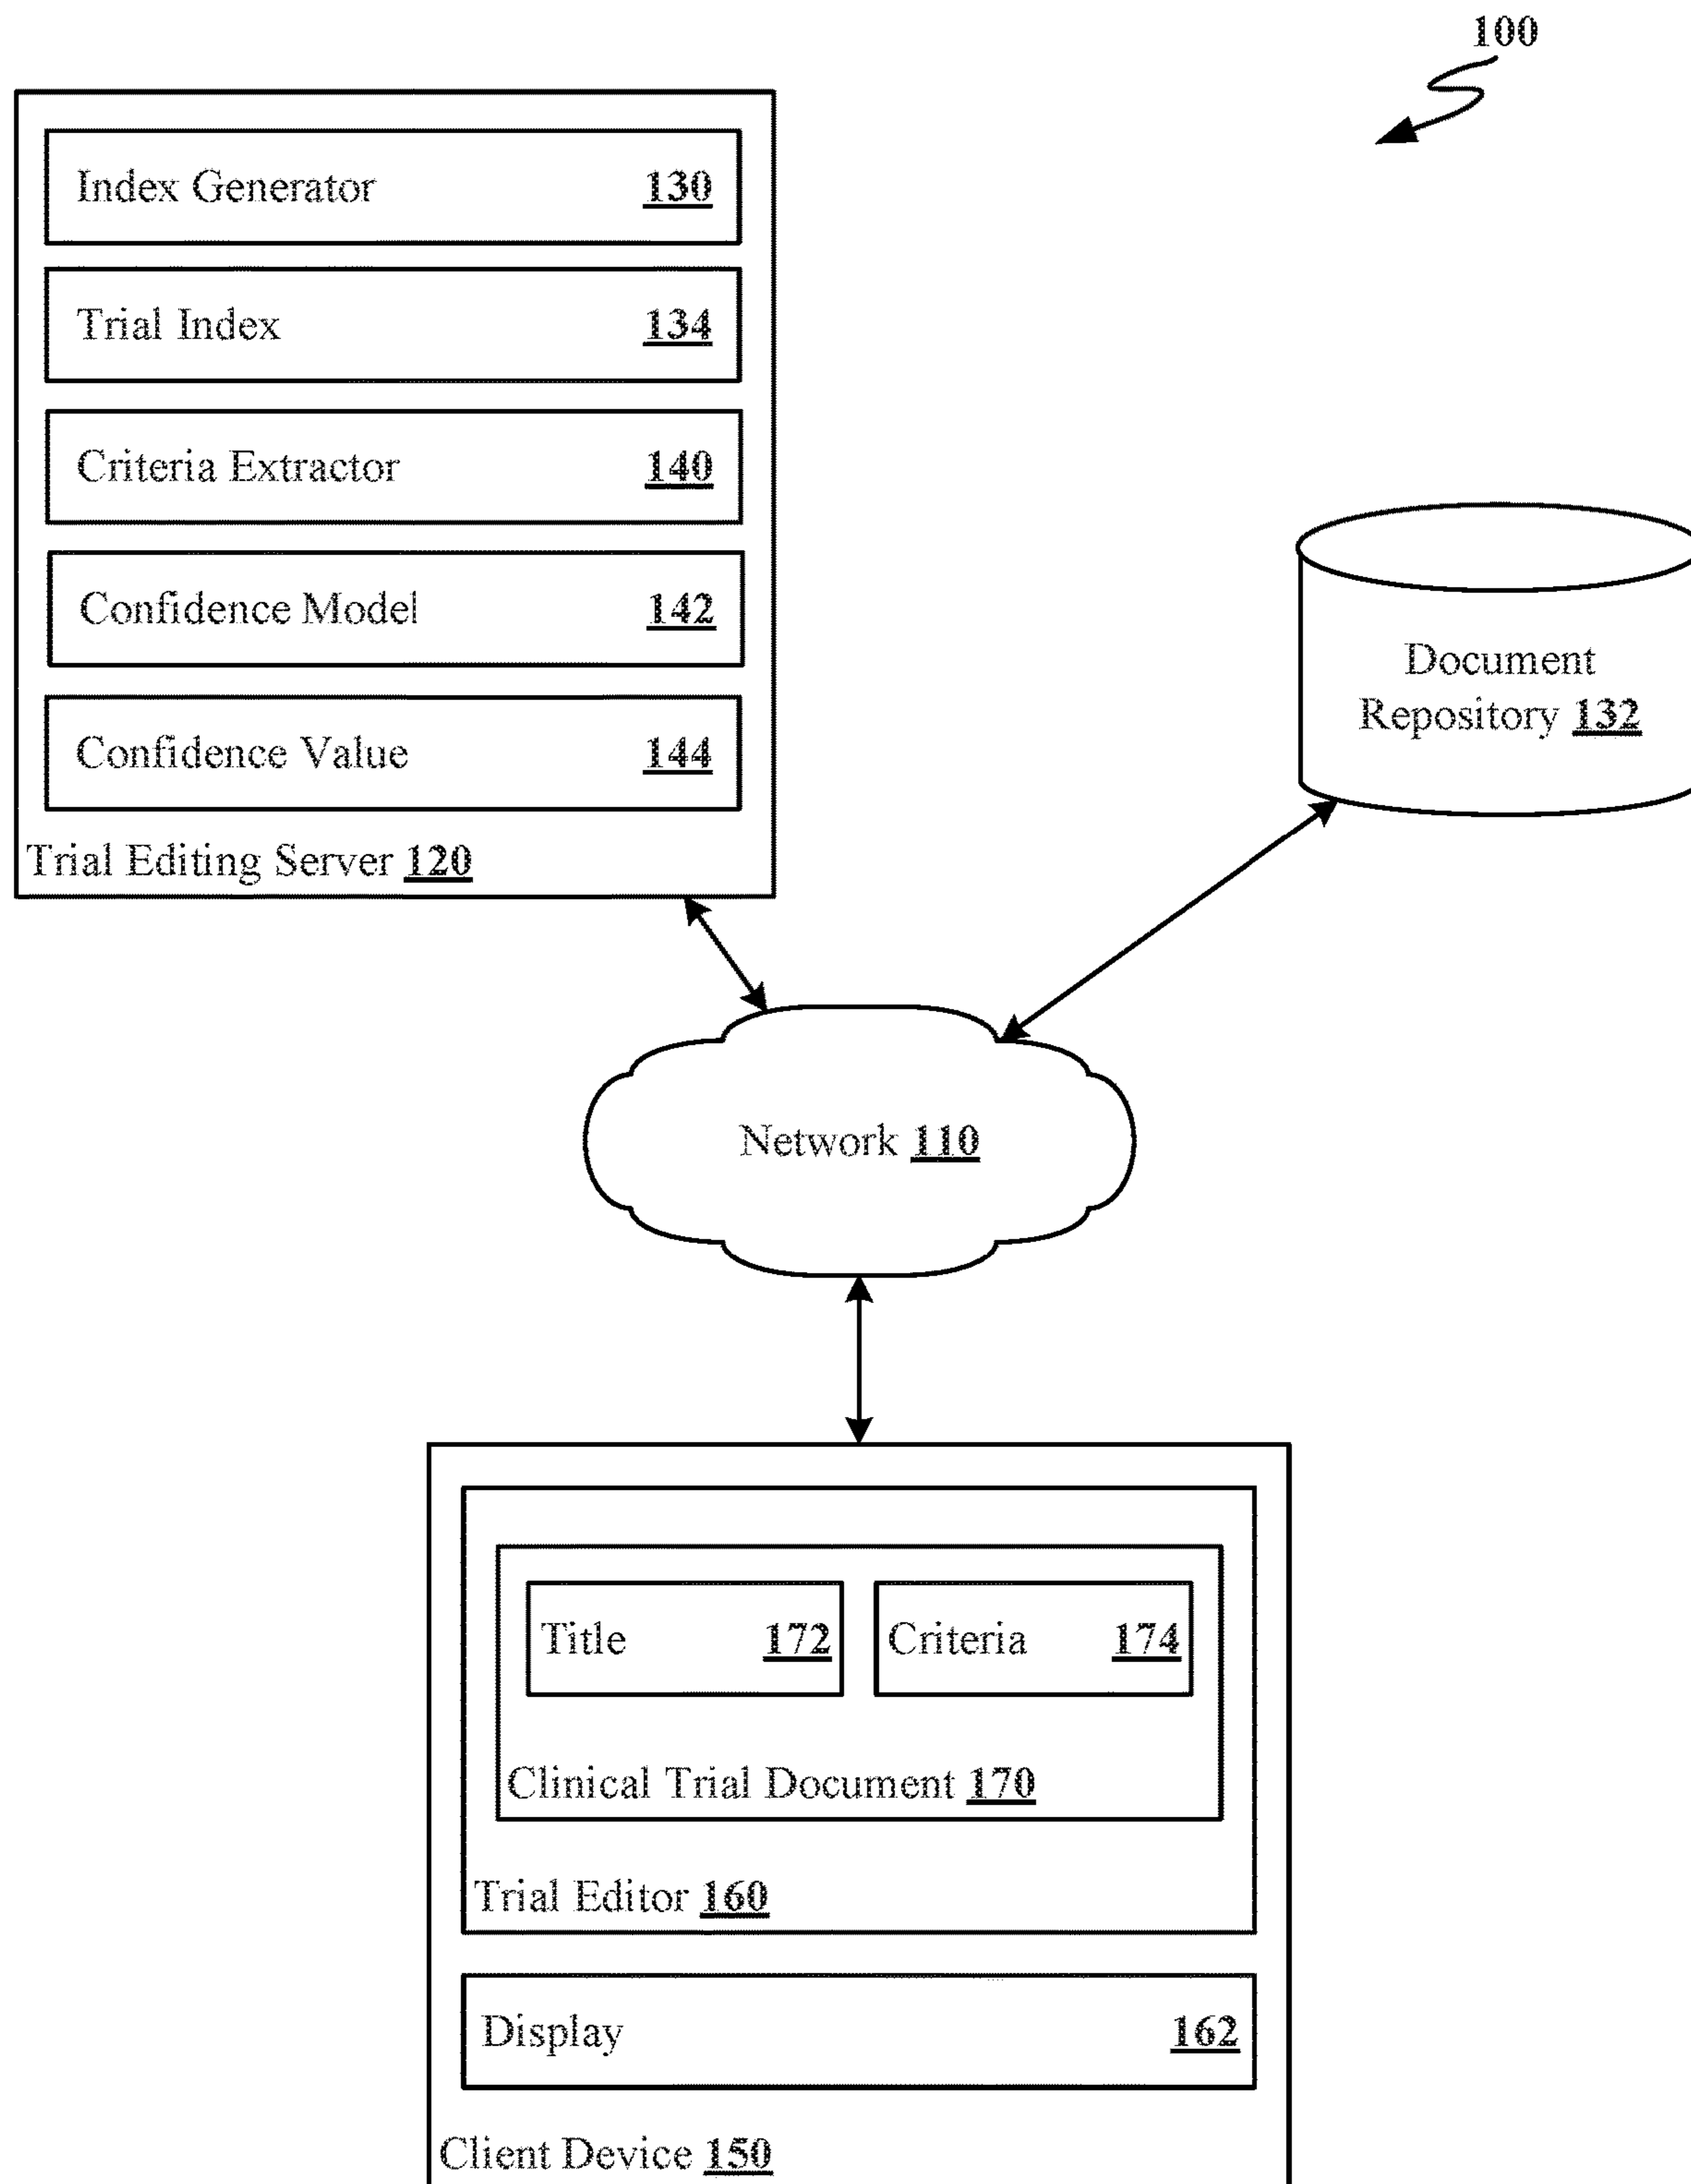 100
Index Generator 130
Trial Index 134
Criteria Extractor 140
Confidence Model 142
Confidence Value 144
Trial Editing Server 120
Document
Repository 132
Network 110
Title 172
Criteria 174
Clinical Trial Document 170
Trial Editor 160
Display 162
Client Device 150